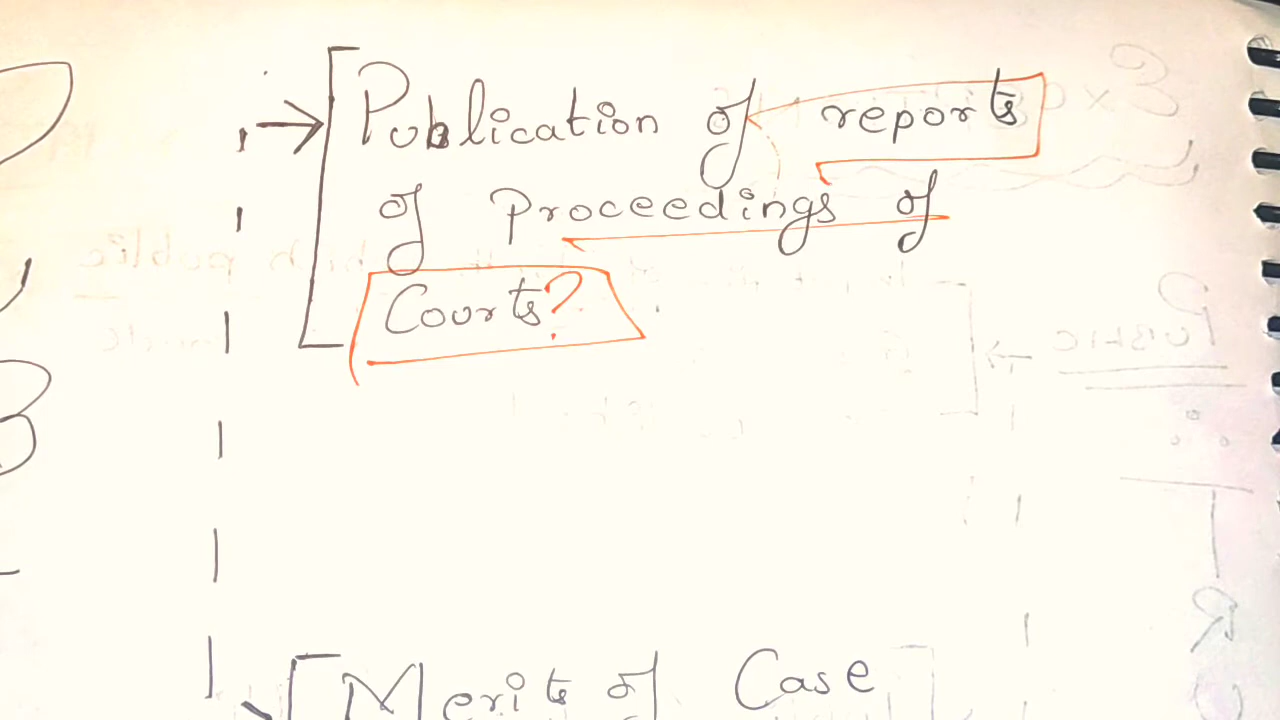 Publication of reports
of Proceedings of
Courts?
Merits of Case